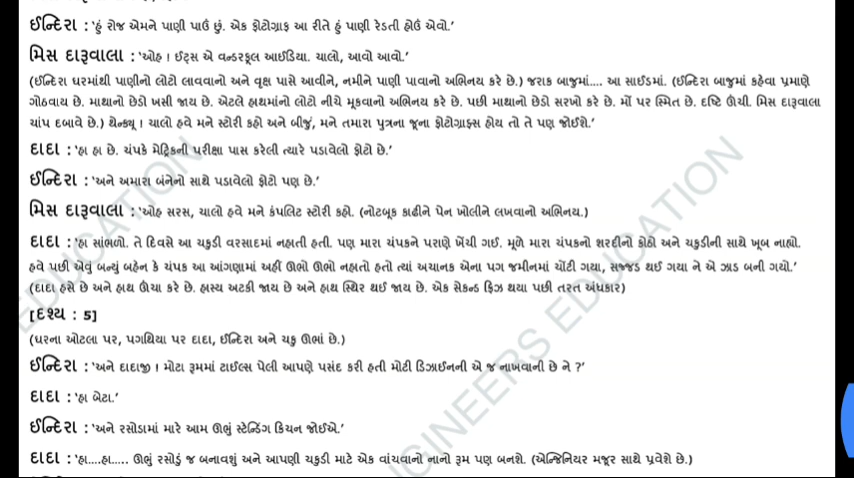 ઈન્દિરા : 'હું રોજ એમને પાણી પાઉં છું. એક ફોટોગ્રાફ આ રીતે હું પાણી રેડતી હોઉં એવો.'
મિસ દારૂવાલા : 'ઓહ ! ઈટ્સ એ વન્ડરફૂલ આઈડિયા. ચાલો, આવો આવો.'
(ઈન્દિરા ઘરમાંથી પાણીનો લોટો લાવવાનો અને વૃક્ષ પાસે આવીને, નમીને પાણી પાવાનો અભિનય કરે છે.) જરાક બાજુમાં.... આ સાઈડમાં. (ઈન્દિરા બાજુમાં કહેવા પ્રમાણે
ગોઠવાય છે. માથાનો છેડો ખસી જાય છે. એટલે હાથમાંનો લોટો નીચે મૂકવાનો અભિનય કરે છે. પછી માથાનો છેડો સરખો કરે છે. મોં પર સ્મિત છે. દષ્ટિ ઊંચી. મિસ દારૂવાલા
ચાંપ દબાવે છે.) થેન્ક્યૂ ! ચાલો હવે મને સ્ટોરી કહો અને બીજું, મને તમારા પુત્રના જૂના ફોટોગ્રાફ્સ હોય તો તે પણ જોઈશે.'
દાદા : 'હા હા છે. ચંપકે મેટ્રિકની પરીક્ષા પાસ કરેલી ત્યારે પડાવેલો ફોટો છે.'
ઈન્દિરા : 'અને અમારા બંનેનો સાથે પડાવેલો ફોટો પણ છે.'
મિસ દારૂવાલા : 'ઓહ સરસ, ચાલો હવે મને કંપલિટ સ્ટોરી કહો. (નોટબૂક કાઢીને પેન ખોલીને લખવાનો અભિનય.)
દાદા : 'હા સાંભળો. તે દિવસે આ ચકુડી વરસાદમાં નહાતી હતી. પણ મારા ચંપકને પરાણે ખેંચી ગઈ. મૂળે મારા ચંપકનો શરદીનો કોઠો અને ચકુડીની સાથે ખૂબ નાહ્યો.
હવે પછી એવું બન્યું બહેન કે ચંપક આ આંગણામાં અહીં ઊભો ઊભો નહાતો હતો ત્યાં અચાનક એના પગ જમીનમાં ચોંટી ગયા, સજ્જડ થઈ ગયા ને એ ઝાડ બની ગયો.'
(દાદા હસે છે અને હાથ ઊંચા કરે છે. હાસ્ય અટકી જાય છે અને હાથ સ્થિર થઈ જાય છે. એક સેકન્ડ ફ્રિઝ થયા પછી તરત અંધકાર)
[દશ્ય : 5]
(ઘરના ઓટલા પર, પગથિયા પર દાદા, ઈન્દિરા અને ચકુ ઊભાં છે.)
ઈન્દિરા : 'અને દાદાજી ! મોટા રૂમમાં ટાઈલ્સ પેલી આપણે પસંદ કરી હતી મોટી ડિઝાઈનની એ જ નાખવાની છે ને ?'
દાદા : 'હા બેટા.'
ઈન્દિરા : 'અને રસોડામાં મારે આમ ઊભું સ્ટેન્ડિંગ કિચન જોઈએ.'
દાદા : 'હા....હા..... ઊભું રસોડું જ બનાવશું અને આપણી ચકુડી માટે એક વાંચવાનો નાનો રૂમ પણ બનશે. (એન્જિનિયર મજૂર સાથે પ્રવેશે છે.)
GINEERS EDUCATION